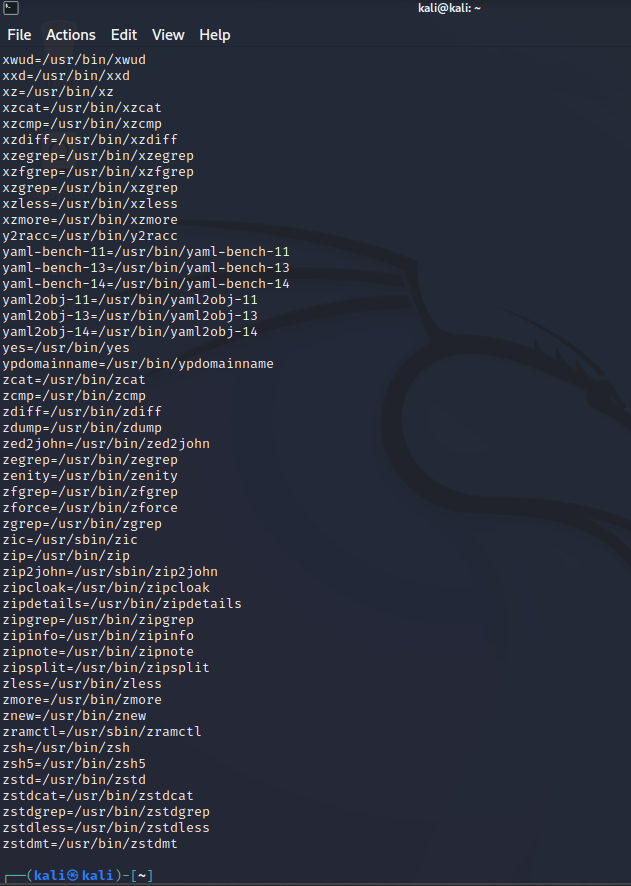 kali@kali: ~
File Actions Edit View Help
xwud=/usr/bin/xwud
xxd=/usr/bin/xxd
xz=/usr/bin/xz
xzcat=/usr/bin/xzcat
xzcmp=/usr/bin/xzcmp
xzdiff=/usr/bin/xzdiff
xzegrep=/usr/bin/xzegrep
xzfgrep=/usr/bin/xzfgrep
xzgrep=/usr/bin/xzgrep
xzless=/usr/bin/xzless
xzmore=/usr/bin/xzmore
y2racc=/usr/bin/y2racc
yaml-bench-11=/usr/bin/yaml-bench-11
yaml-bench-13=/usr/bin/yaml-bench-13
yaml-bench-14=/usr/bin/yaml-bench-14
yaml2obj-11=/usr/bin/yaml2obj-11
yaml2obj-13=/usr/bin/yaml2obj-13
yaml2obj-14=/usr/bin/yaml2obj-14
yes=/usr/bin/yes
ypdomainname=/usr/bin/ypdomainname
zcat=/usr/bin/zcat
zcmp=/usr/bin/zcmp
zdiff=/usr/bin/zdiff
zdump=/usr/bin/zdump
zed2john=/usr/bin/zed2john
zegrep=/usr/bin/zegrep
zenity=/usr/bin/zenity
zfgrep=/usr/bin/zfgrep
zforce=/usr/bin/zforce
zgrep=/usr/bin/zgrep
zic=/usr/sbin/zic
zip=/usr/bin/zip
zip2john=/usr/sbin/zip2john
zipcloak=/usr/bin/zipcloak
zipdetails=/usr/bin/zipdetails
zipgrep=/usr/bin/zipgrep
zipinfo=/usr/bin/zipinfo
zipnote=/usr/bin/zipnote
zipsplit=/usr/bin/zipsplit
zless=/usr/bin/zless
zmore=/usr/bin/zmore
znew=/usr/bin/znew
zramctl=/usr/sbin/zramctl
zsh=/usr/bin/zsh
zsh5=/usr/bin/zsh5
zstd=/usr/bin/zstd
zstdcat=/usr/bin/zstdcat
zstdgrep=/usr/bin/zstdgrep
zstdless=/usr/bin/zstdless
zstdmt=/usr/bin/zstdmt
┌──(kali㉿kali)-[~]